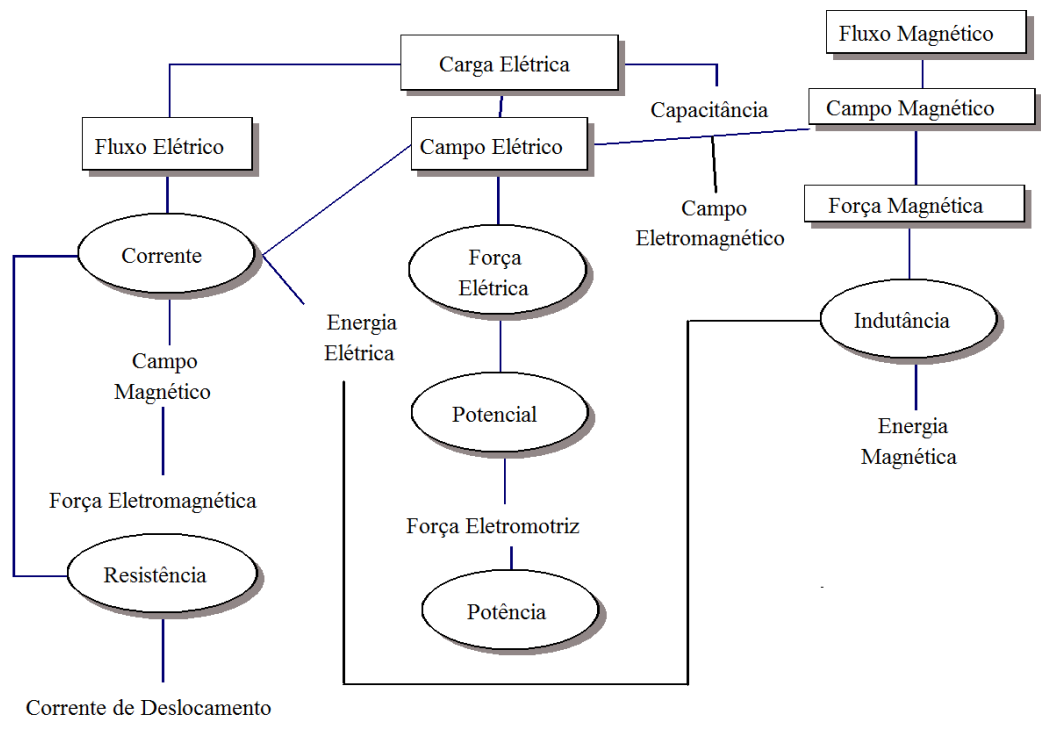 Fluxo Magnético
Carga Elétrica
Capacitância
Campo Magnético
Fluxo Elétrico
Campo Elétrico
Campo
Eletromagnético
Força Magnética
Corrente
Força
Elétrica
Energia
Elétrica
Indutância
Campo
Magnético
Potencial
Energia
Magnética
Força Eletromagnética
Força Eletromotriz
Resistência
Potência
Corrente de Deslocamento